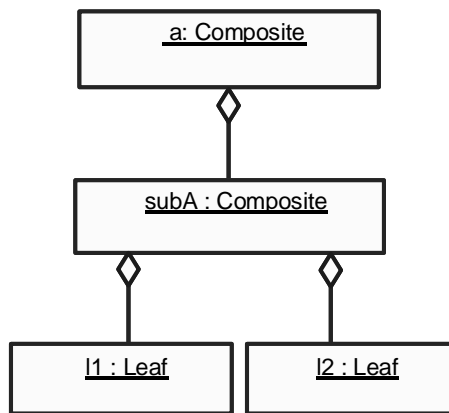 a: Composite
subA : Composite
l1 : Leaf
l2 : Leaf